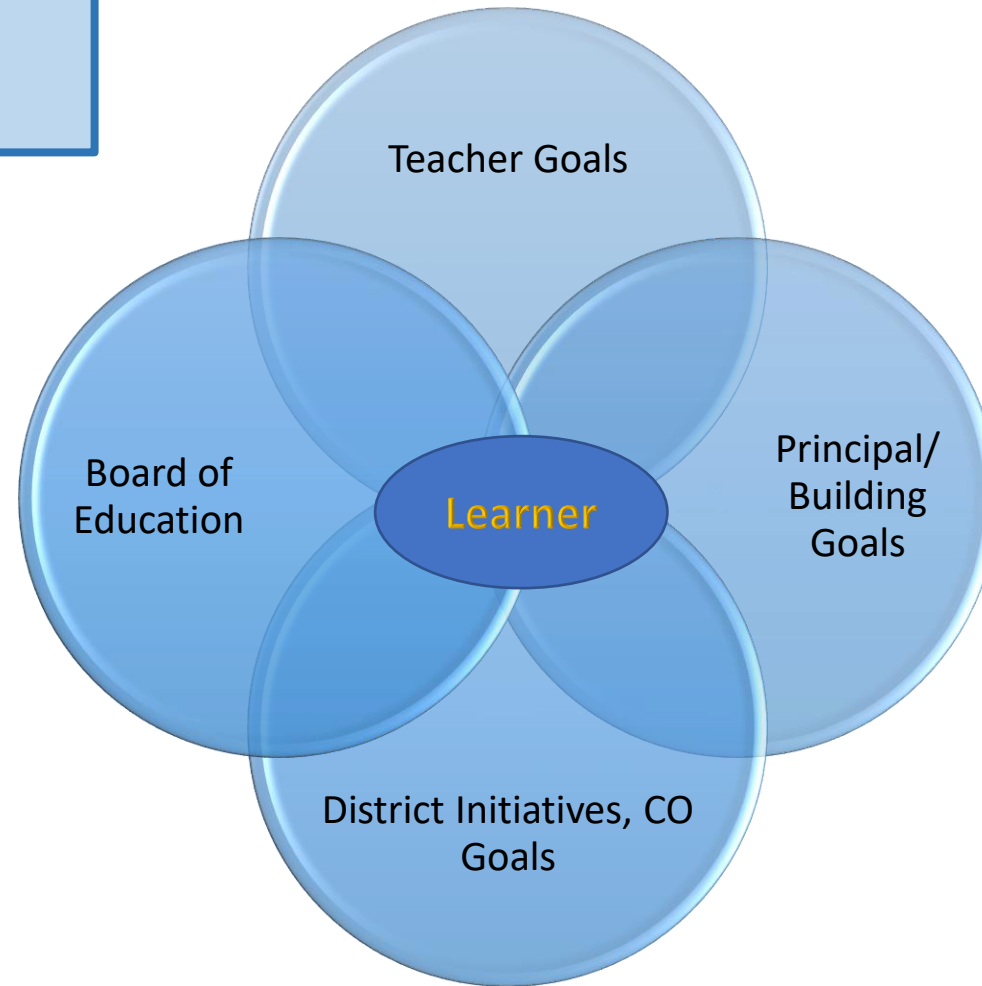 Teacher Goals
Board of
Education
Learner
Principal/
Building
Goals
District Initiatives, CO
Goals